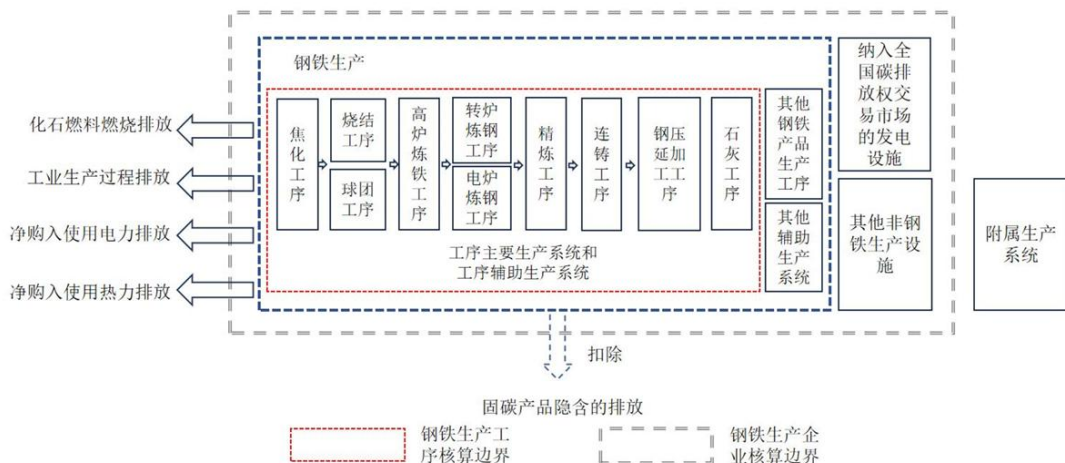 钢铁生产
化石燃料燃烧排放
工业生产过程排放
净购入使用电力排放
净购入使用热力排放
焦
化
工
序
烧结
工序
球团
工序
高
炉
炼
铁
工
序
转炉
炼钢
工序
电炉
炼钢
工序
精
炼
工
序
连
铸
工
序
钢压
延加
工工
序
石
灰
工
序
工序主要生产系统和
工序辅助生产系统
其他
钢铁
产品
生产
工序
其他
辅助
生产
系统
纳入全
国碳排
放权交
易市场
的发电
设施
其他非钢
铁生产设
施
附属生产
系统
扣除
固碳产品隐含的排放
钢铁生产工
序核算边界
钢铁生产企
业核算边界